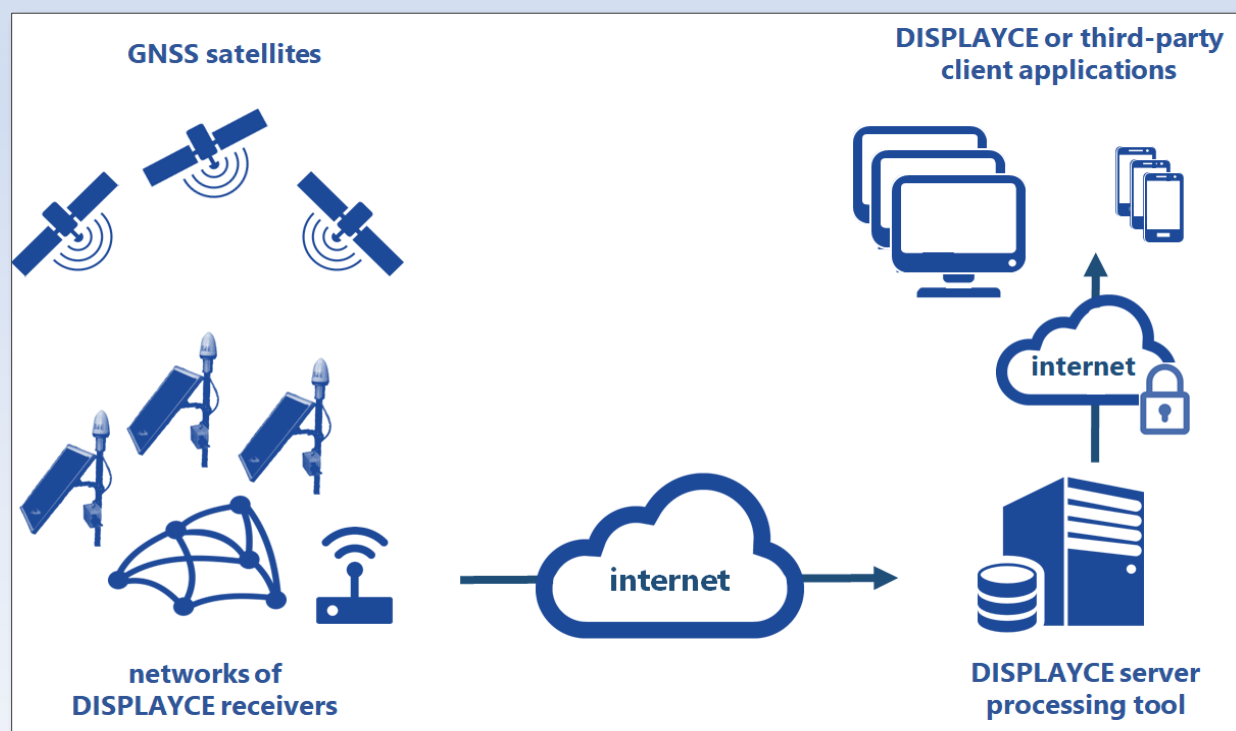 GNSS satellites
DISPLAYCE or third-party
client applications
internet
internet
networks of
DISPLAYCE receivers
DISPLAYCE server
processing tool